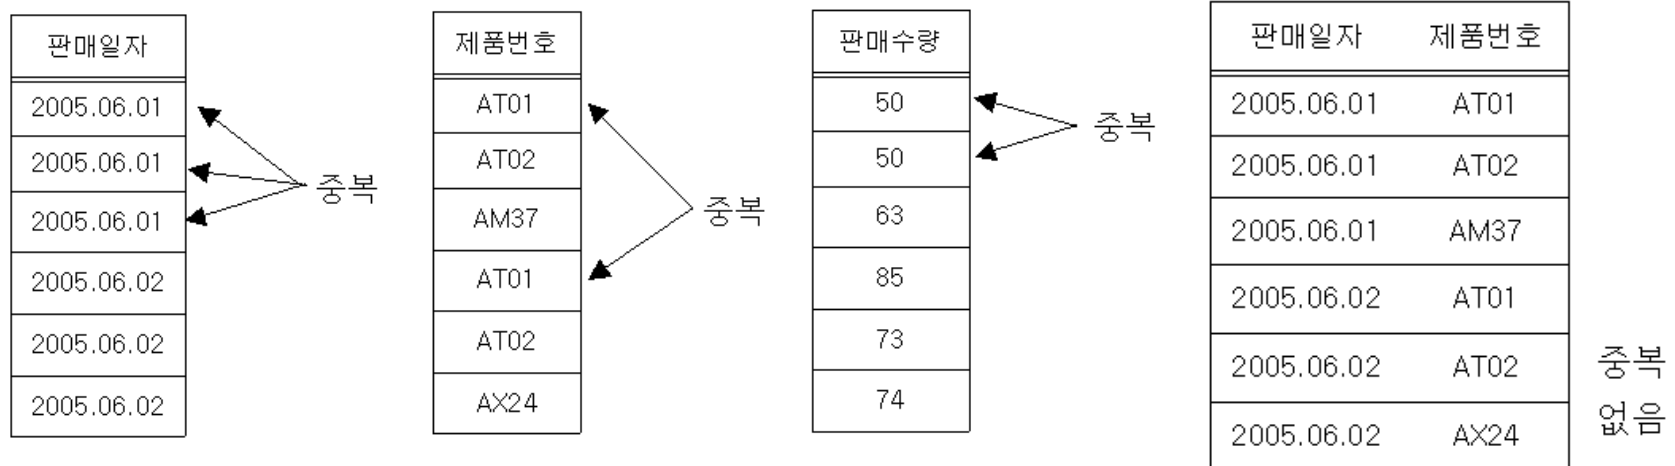 판매일자
2005.06.01
2005.06.01
2005.06.01
2005.06.02
2005.06.02
2005.06.02
중복
제품번호
AT01
AT02
AM37
AT01
AT02
AX24
중복
판매수량
50
50
63
85
73
74
중복
판매일자 제품번호
2005.06.01 AT01
2005.06.01 AT02
2005.06.01 AM37
2005.06.02 AT01
2005.06.02 AT02
2005.06.02 AX24
중복
없음